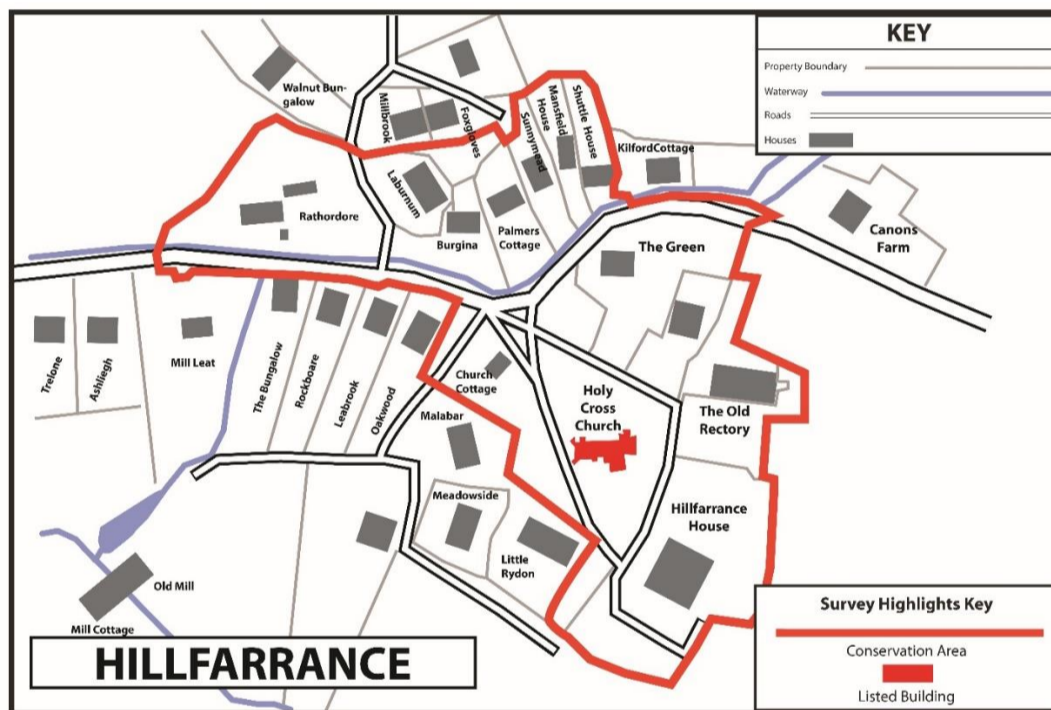 KEY
Property Boundary
Waterway
Roads
Houses
Walnut Bun-
galow
Millbrook
Foxgloves
Sunnymead
Mansfield
House
Shuttle House
KilfordCottage
Laburnum
Rathordore
Burgina
Palmers
Cottage
The Green
Canons
Farm
Trelone
Ashliegh
Mill Leat
The Bungalow
Rockboare
Leabrook
Oakwood
Church
Cottage
Malabar
Holy
Cross
Church
The Old
Rectory
Meadowside
Hillfarrance
House
Little
Rydon
Old Mill
Mill Cottage
HILLFARRANCE
Survey Highlights Key
Conservation Area
Listed Building